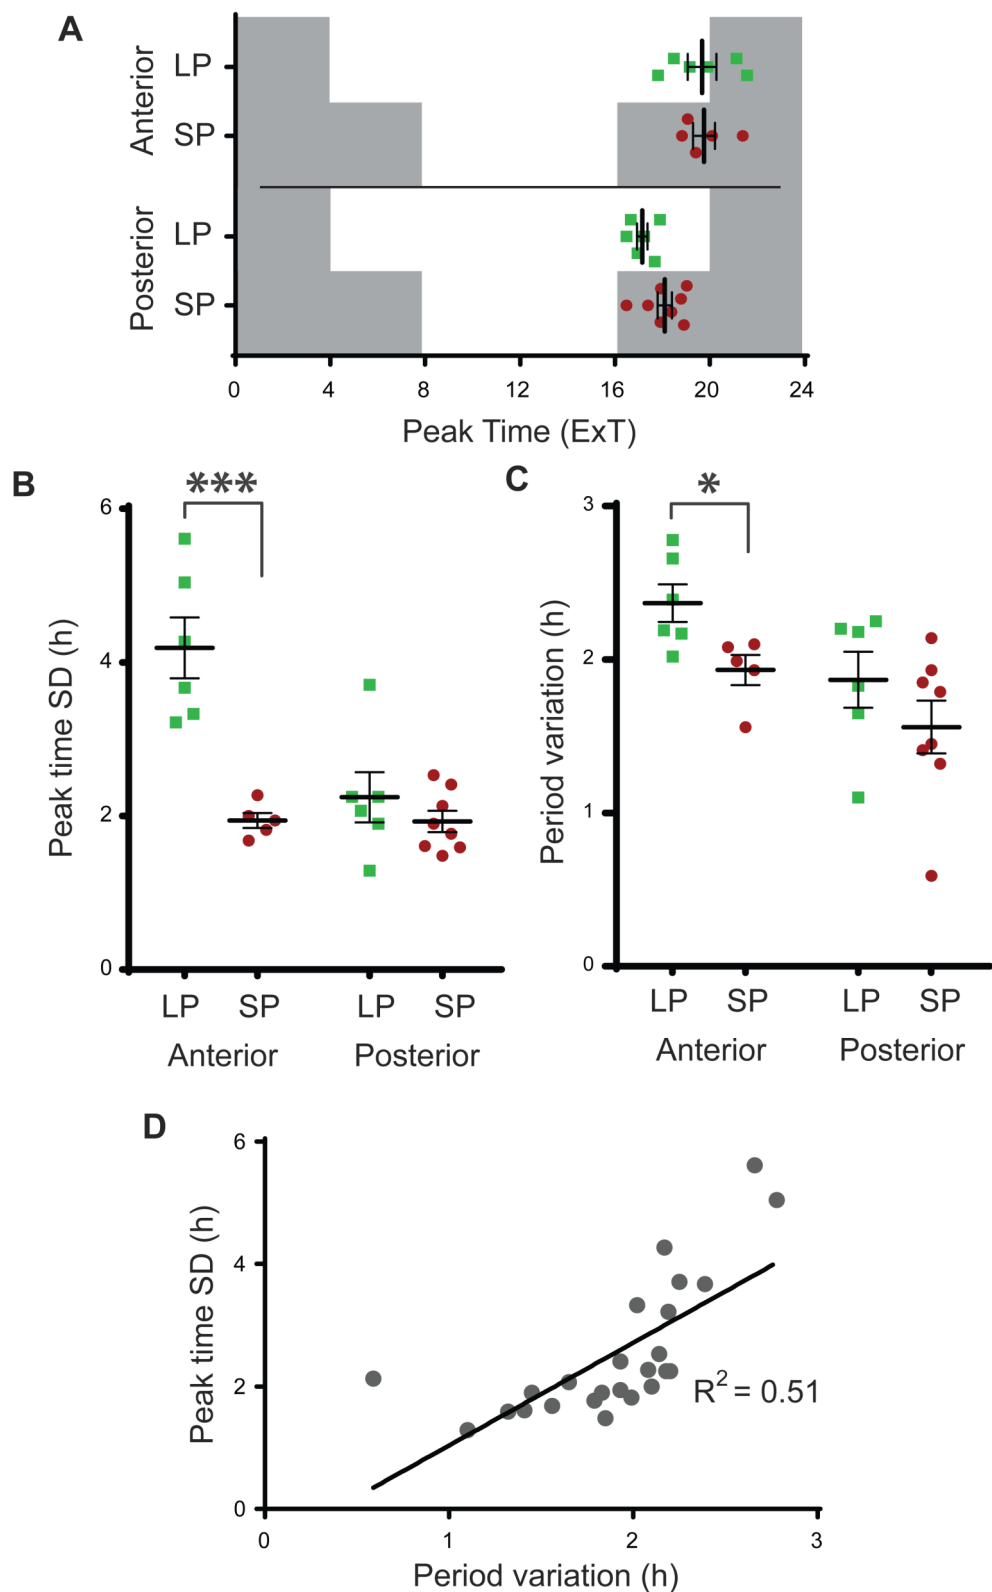 A
Anterior
LP
SP
Posterior
LP
SP
0 4 8 12 16 20 24
Peak Time (ExT)
B
***
Peak time SD (h)
6
4
2
0
LP SP LP SP
Anterior Posterior
C
*
Period variation (h)
3
2
1
0
LP SP LP SP
Anterior Posterior
D
Peak time SD (h)
6
4
2
0
R² = 0.51
0 1 2 3
Period variation (h)